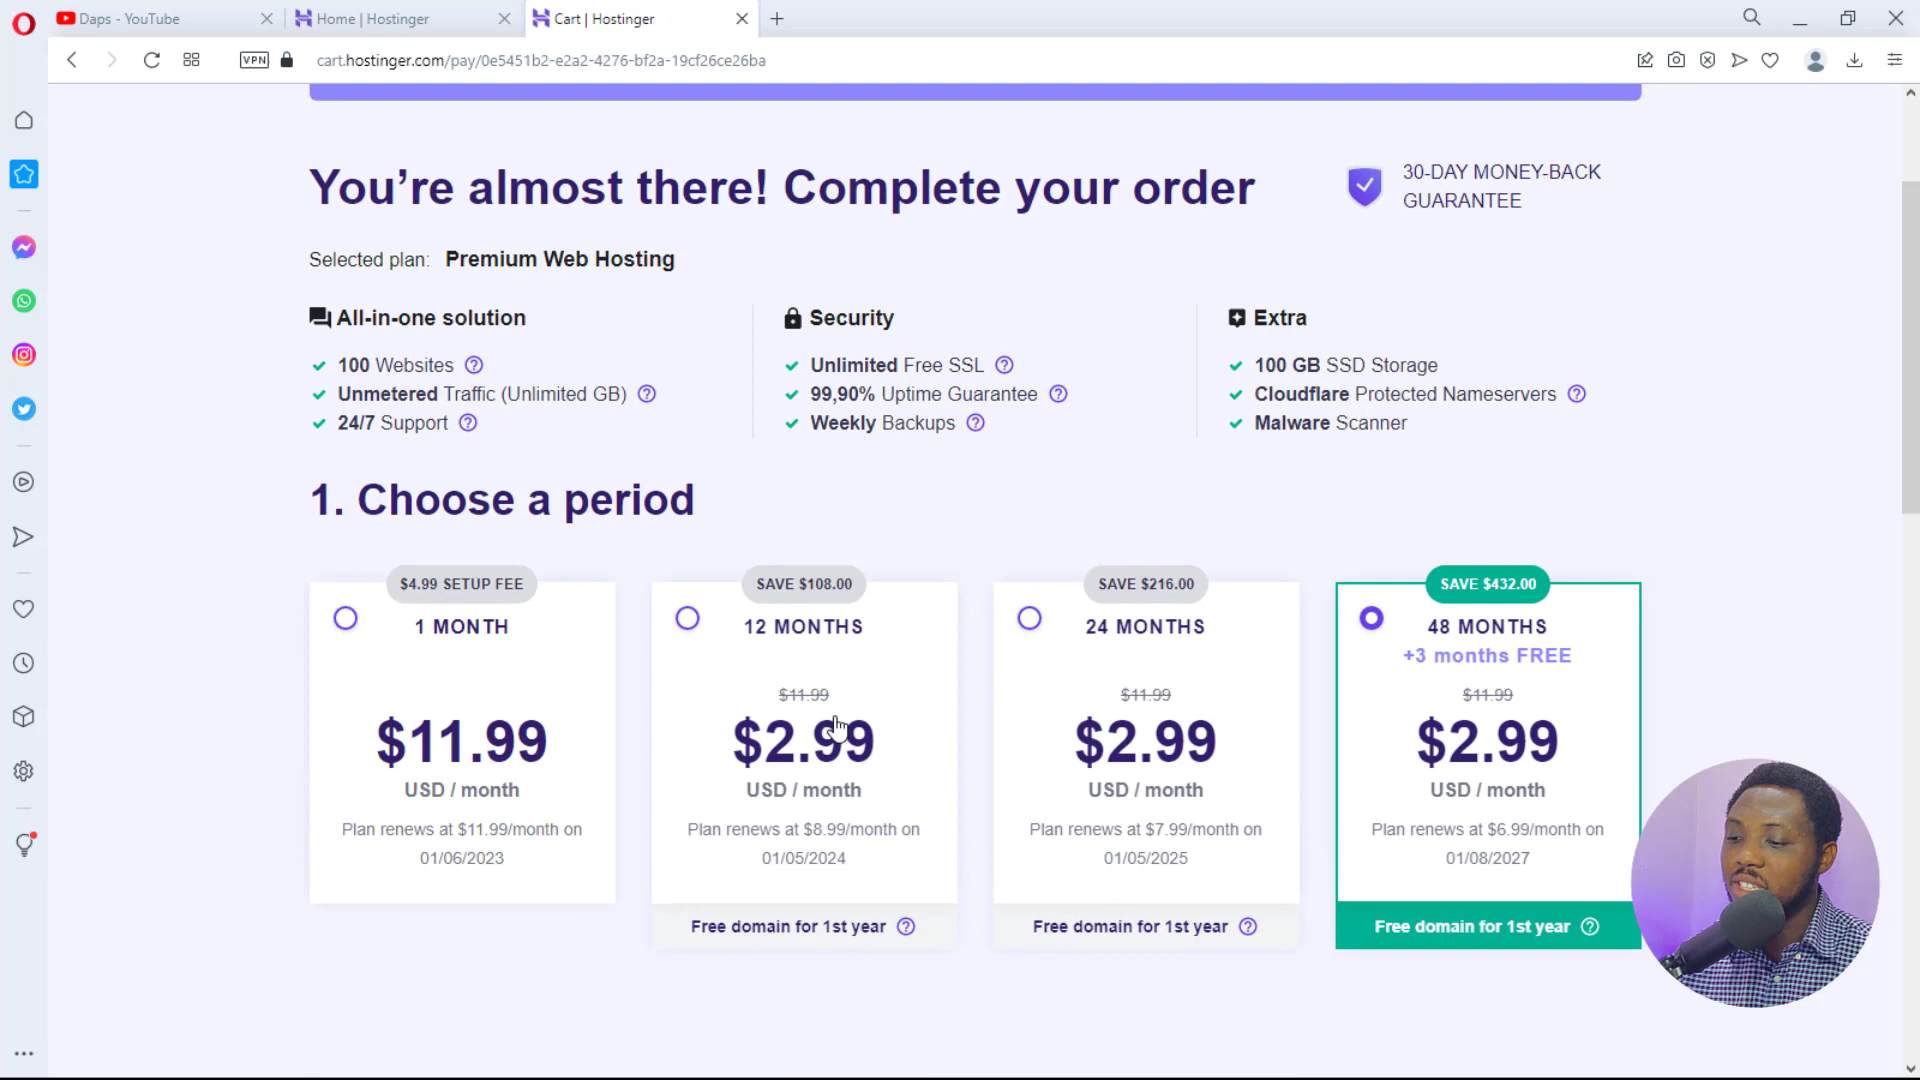 Daps - YouTube
Home | Hostinger
Cart | Hostinger
VPN
cart.hostinger.com/pay/0e5451b2-e2a2-4276-bf2a-19cf26ce26ba
You're almost there! Complete your order
30-DAY MONEY-BACK
GUARANTEE
Selected plan: Premium Web Hosting
All-in-one solution
100 Websites
Unmetered Traffic (Unlimited GB)
24/7 Support
Security
Unlimited Free SSL
99,90% Uptime Guarantee
Weekly Backups
Extra
100 GB SSD Storage
Cloudflare Protected Nameservers
Malware Scanner
1. Choose a period
$4.99 SETUP FEE
1 MONTH
$11.99
USD / month
Plan renews at $11.99/month on
01/06/2023
SAVE $108.00
12 MONTHS
$11.99
$2.99
USD / month
Plan renews at $8.99/month on
01/05/2024
Free domain for 1st year
SAVE $216.00
24 MONTHS
$11.99
$2.99
USD / month
Plan renews at $7.99/month on
01/05/2025
Free domain for 1st year
SAVE $432.00
48 MONTHS
+3 months FREE
$11.99
$2.99
USD / month
Plan renews at $6.99/month on
01/08/2027
Free domain for 1st year